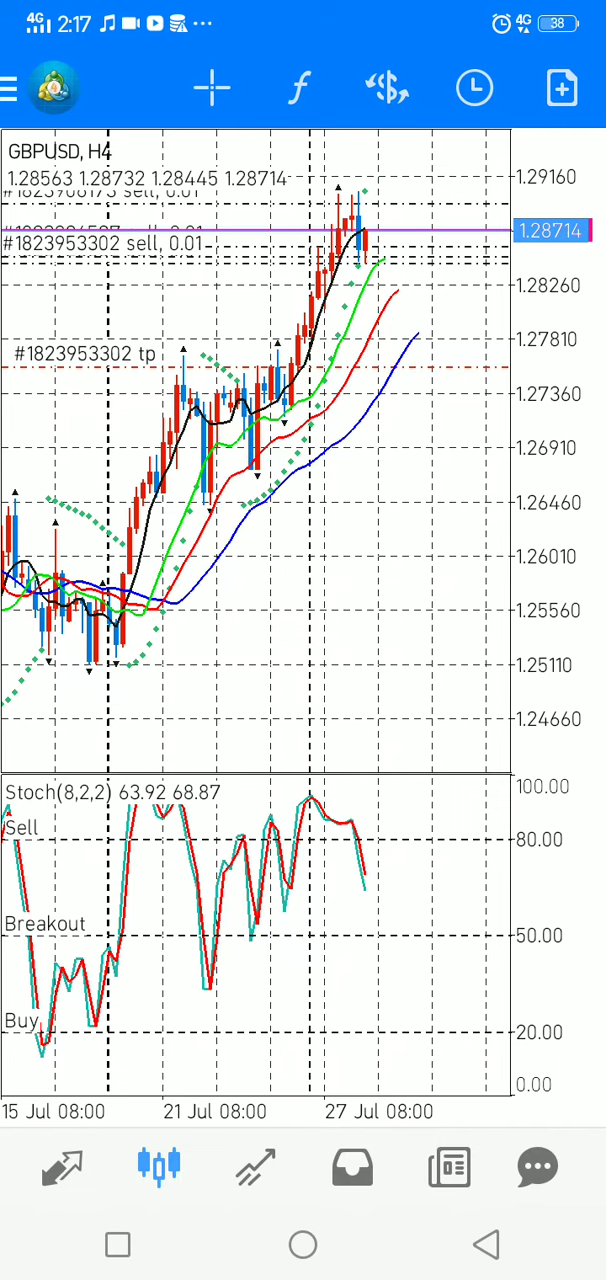 4G 2:17 ... 4G 38
f $
GBPUSD, H4
1.28563 1.28732 1.28445 1.28714
sell, 0.01
#1823953302 sell, 0.01
#1823953302 tp
1.29160
1.28714
1.28260
1.27810
1.27360
1.26910
1.26460
1.26010
1.25560
1.25110
1.24660
Stoch(8,2,2) 63.92 68.87
100.00
Sell
80.00
Breakout
50.00
Buy
20.00
0.00
15 Jul 08:00 21 Jul 08:00 27 Jul 08:00